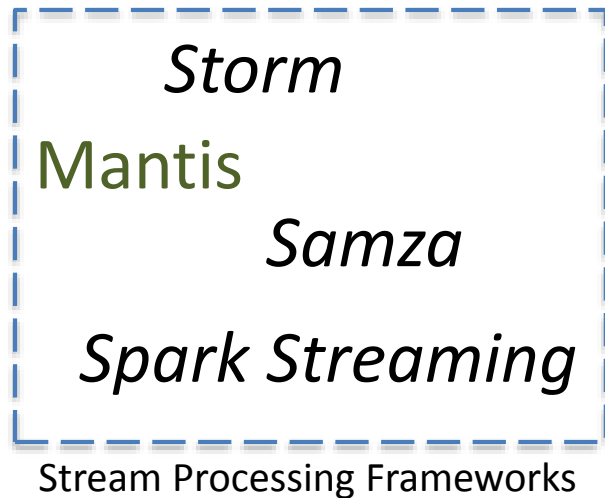 Storm
Mantis
Samza
Spark Streaming
Stream Processing Frameworks